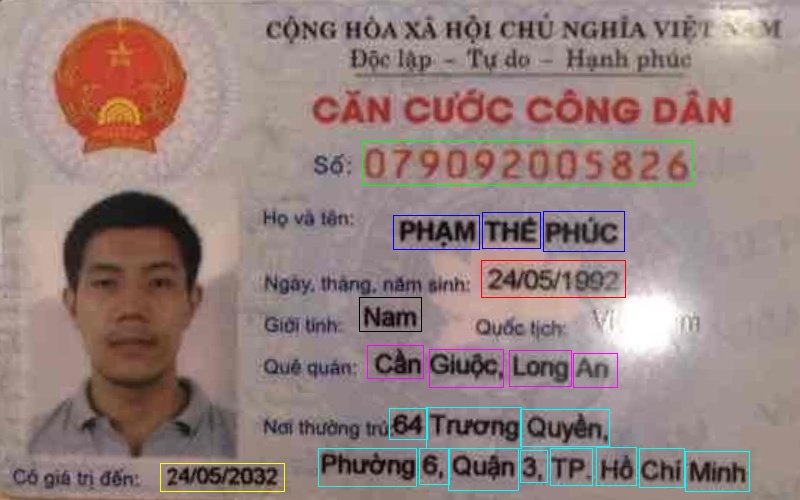 CỘNG HÒA XÃ HỘI CHỦ NGHĨA VIỆT NAM
Độc lập - Tự do - Hạnh phúc
CĂN CƯỚC CÔNG DÂN
Số: 079092005826
Họ và tên: PHẠM THẾ PHÚC
Ngày, tháng, năm sinh: 24/05/1992
Giới tính: Nam Quốc tịch:
Quê quán: Cần Giuộc, Long An
Nơi thường trú: 64 Trương Quyền,
Phường 6, Quận 3, TP. Hồ Chí Minh
Có giá trị đến: 24/05/2032